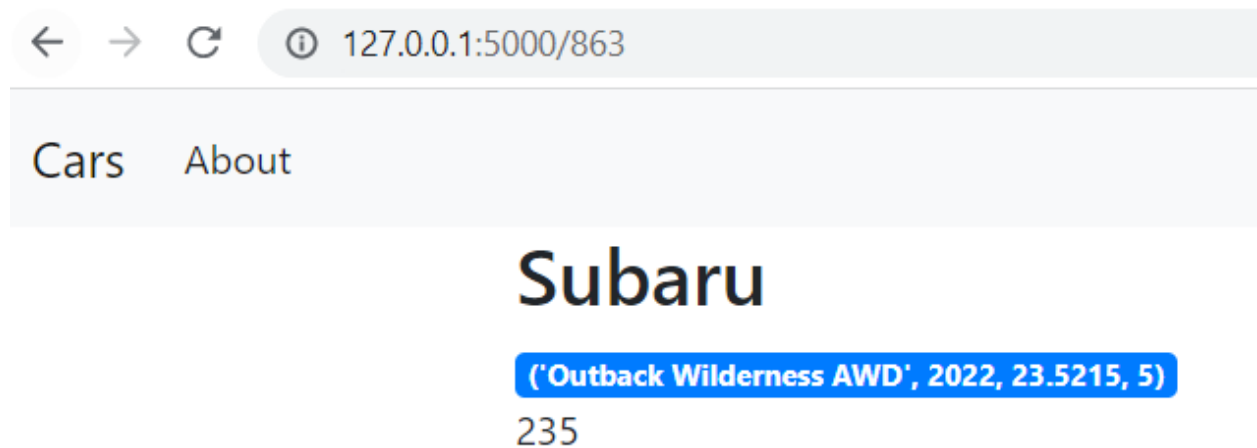 127.0.0.1:5000/863
Cars About
Subaru
('Outback Wilderness AWD', 2022, 23.5215, 5)
235